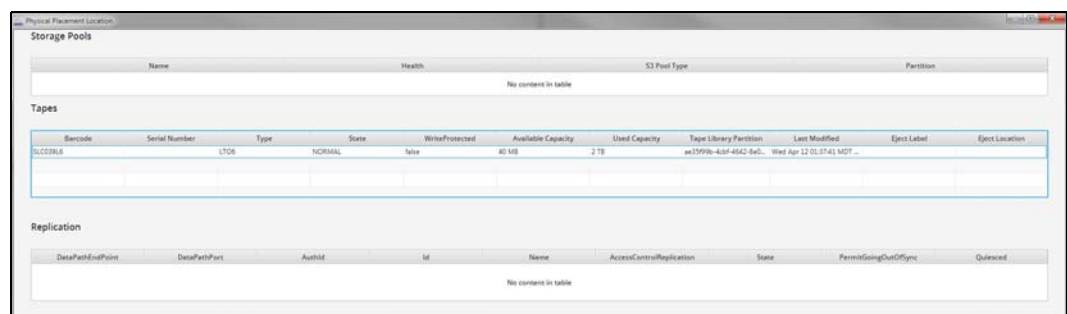 Physical Placement Location
Storage Pools
Name Health S3 Pool Type Partition
No content in table
Tapes
Barcode Serial Number Type State WriteProtected Available Capacity Used Capacity Tape Library Partition Last Modified Eject Label Eject Location
LTO6 NORMAL false 40 MB 2 TB Wed Apr 12 01:37:41 MDT ...
Replication
DataPathEndPoint DataPathPort AuthId Id Name AccessControlReplication State PermitGoingOutOfSync Quiesced
No content in table